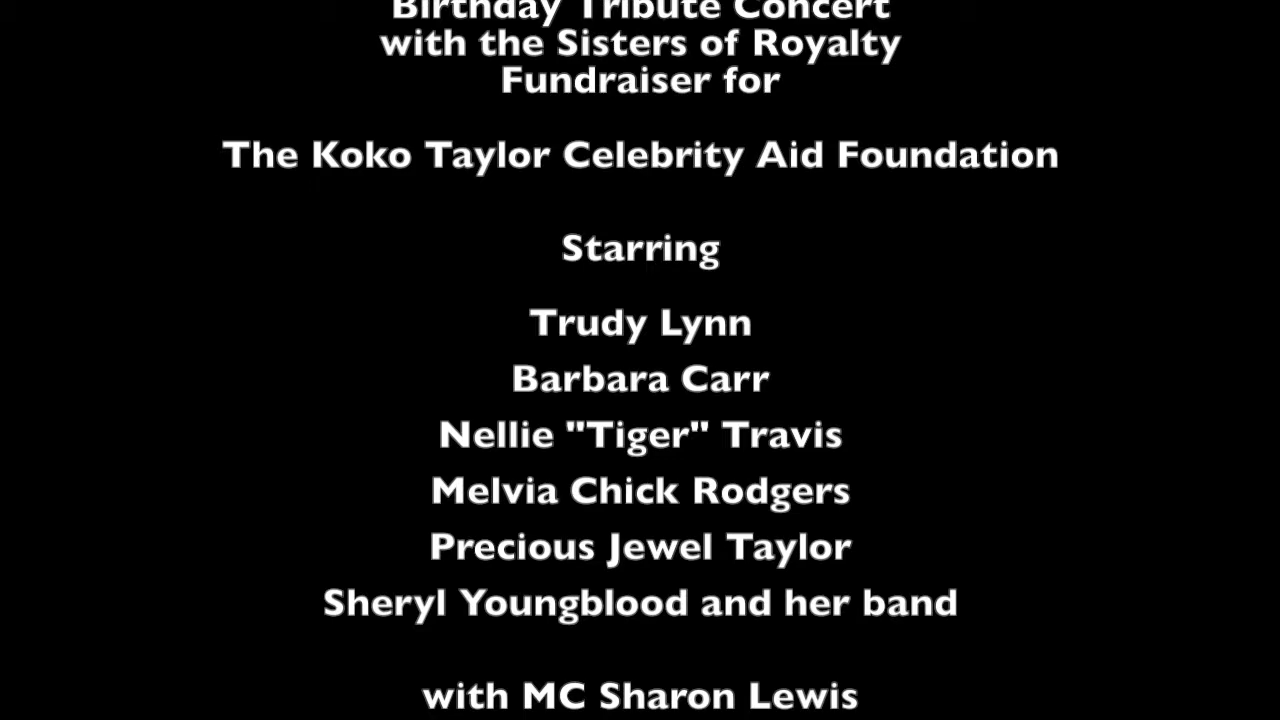 Birthday Tribute Concert
with the Sisters of Royalty
Fundraiser for
The Koko Taylor Celebrity Aid Foundation
Starring
Trudy Lynn
Barbara Carr
Nellie "Tiger" Travis
Melvia Chick Rodgers
Precious Jewel Taylor
Sheryl Youngblood and her band
with MC Sharon Lewis